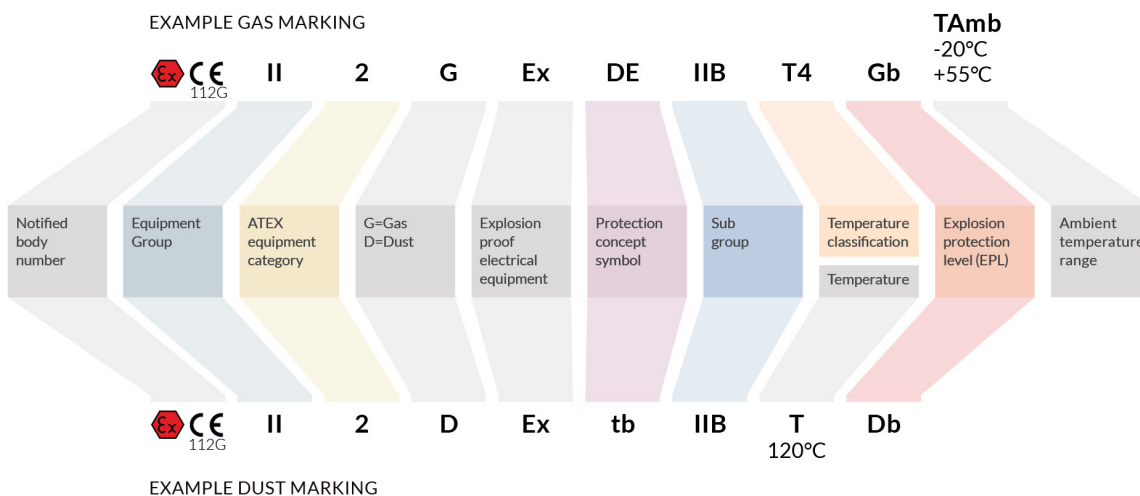 EXAMPLE GAS MARKING
Ex CE II 2 G Ex DE IIB T4 Gb TAmb
112G
-20°C
+55°C
Notified
body
number
Equipment
Group
ATEX
equipment
category
G=Gas
D=Dust
Explosion
proof
electrical
equipment
Protection
concept
symbol
Sub
group
Temperature
classification
Temperature
Explosion
protection
level (EPL)
Ambient
temperature
range
Ex CE II 2 D Ex tb IIB T Db
112G
120°C
EXAMPLE DUST MARKING